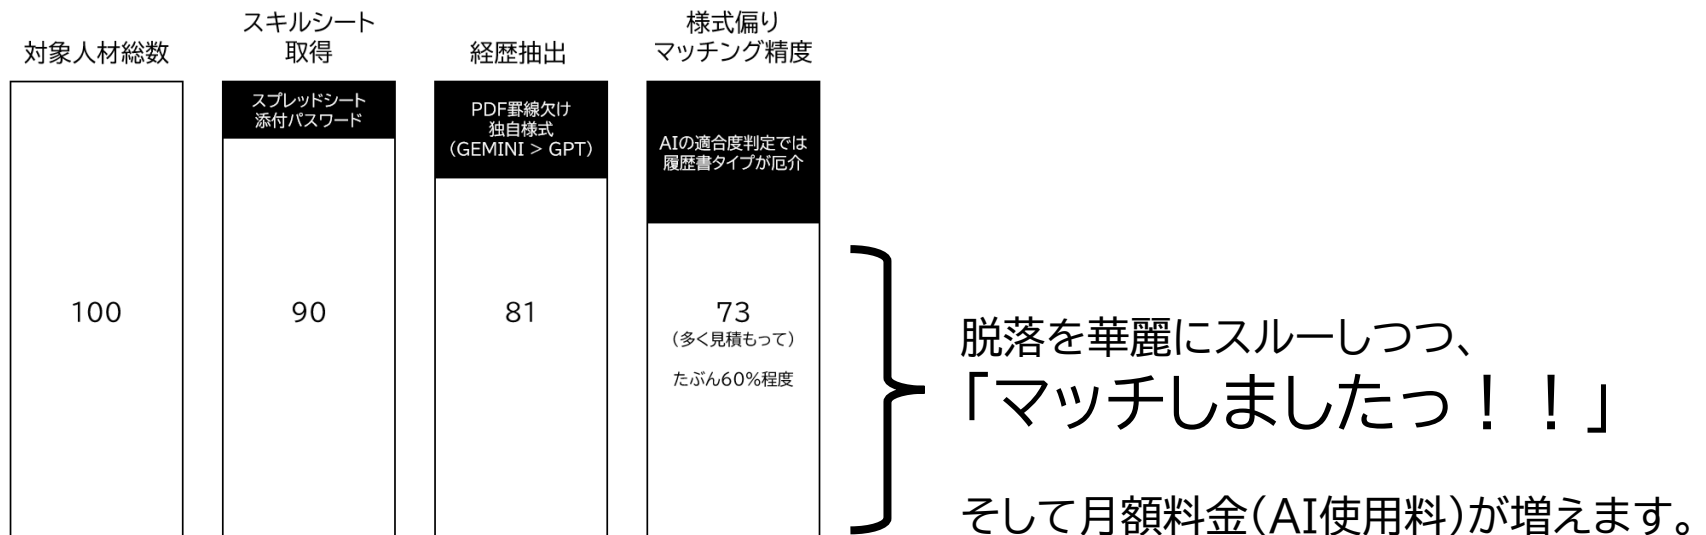 対象人材総数
スキルシート
取得
経歴抽出
様式偏り
マッチング精度
スプレッドシート
添付パスワード
PDF罫線欠け
独自様式
（GEMINI > GPT）
AIの適合度判定では
履歴書タイプが厄介
100
90
81
73
（多く見積もって）
たぶん60%程度
脱落を華麗にスルーしつつ、
「マッチしましたっ！！」
そして月額料金(AI使用料)が増えます。